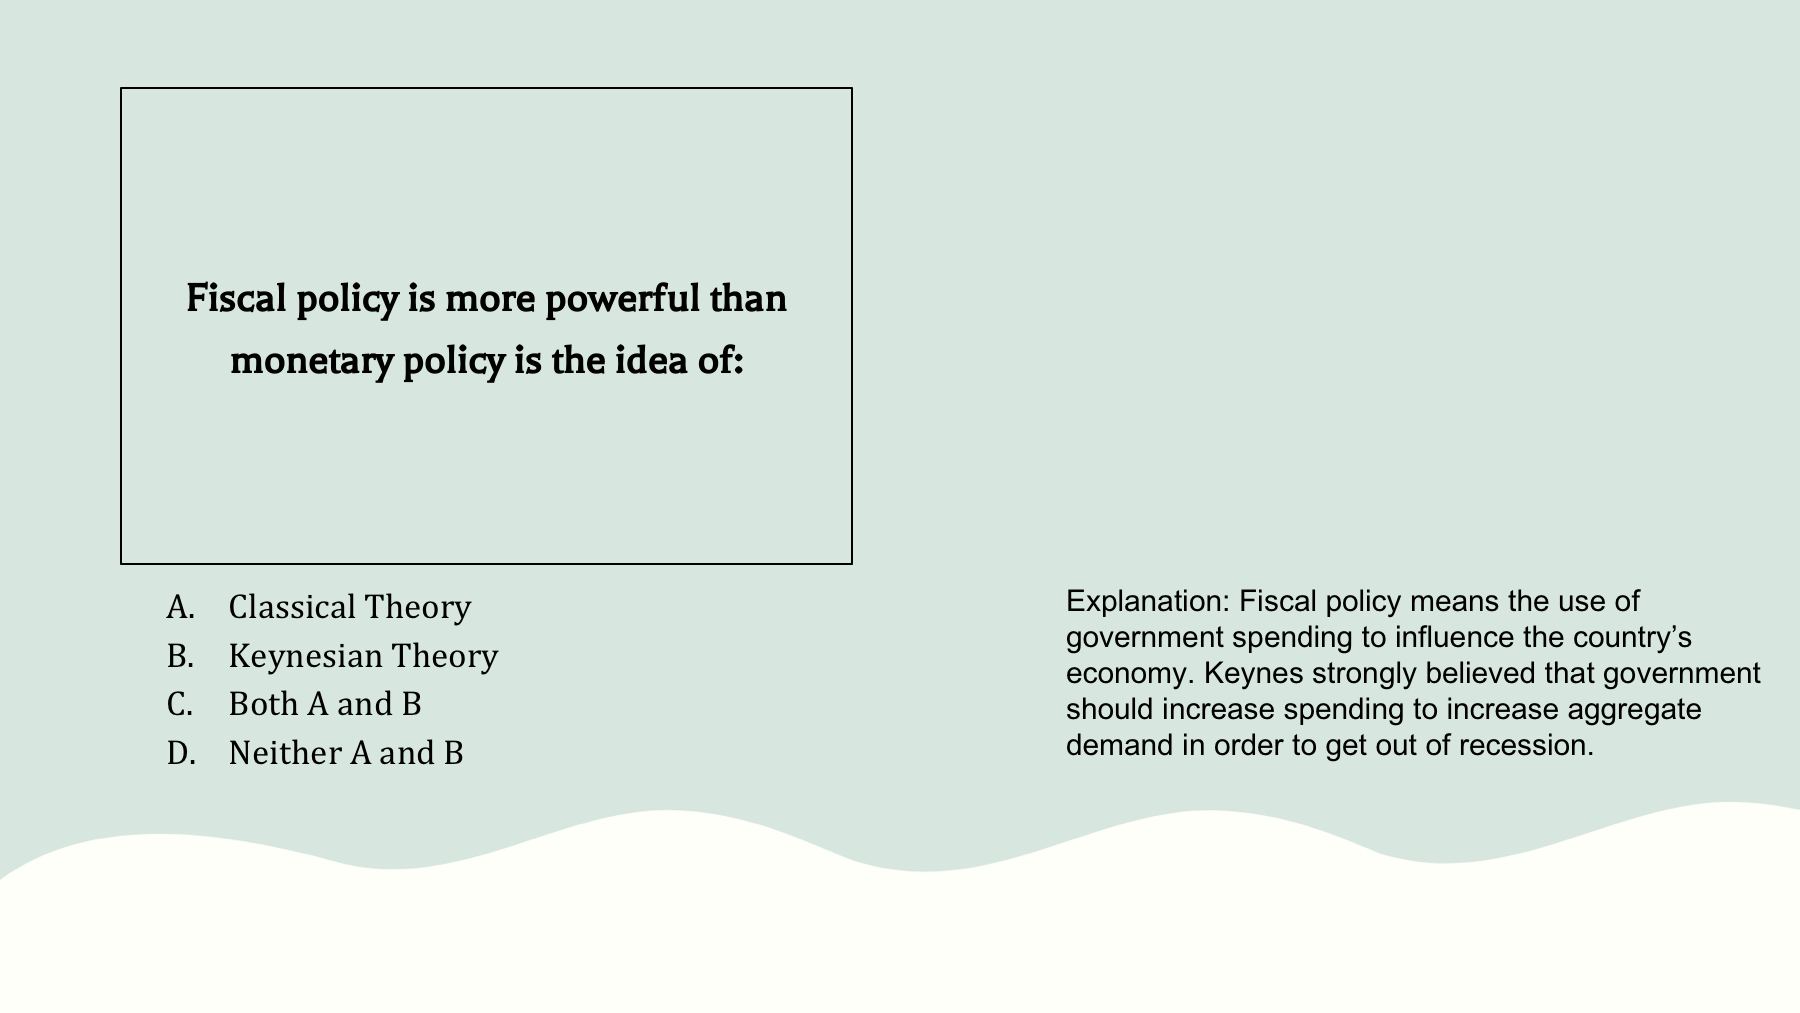 Fiscal policy is more powerful than
monetary policy is the idea of:
A. Classical Theory
B. Keynesian Theory
C. Both A and B
D. Neither A and B
Explanation: Fiscal policy means the use of
government spending to influence the country’s
economy. Keynes strongly believed that government
should increase spending to increase aggregate
demand in order to get out of recession.